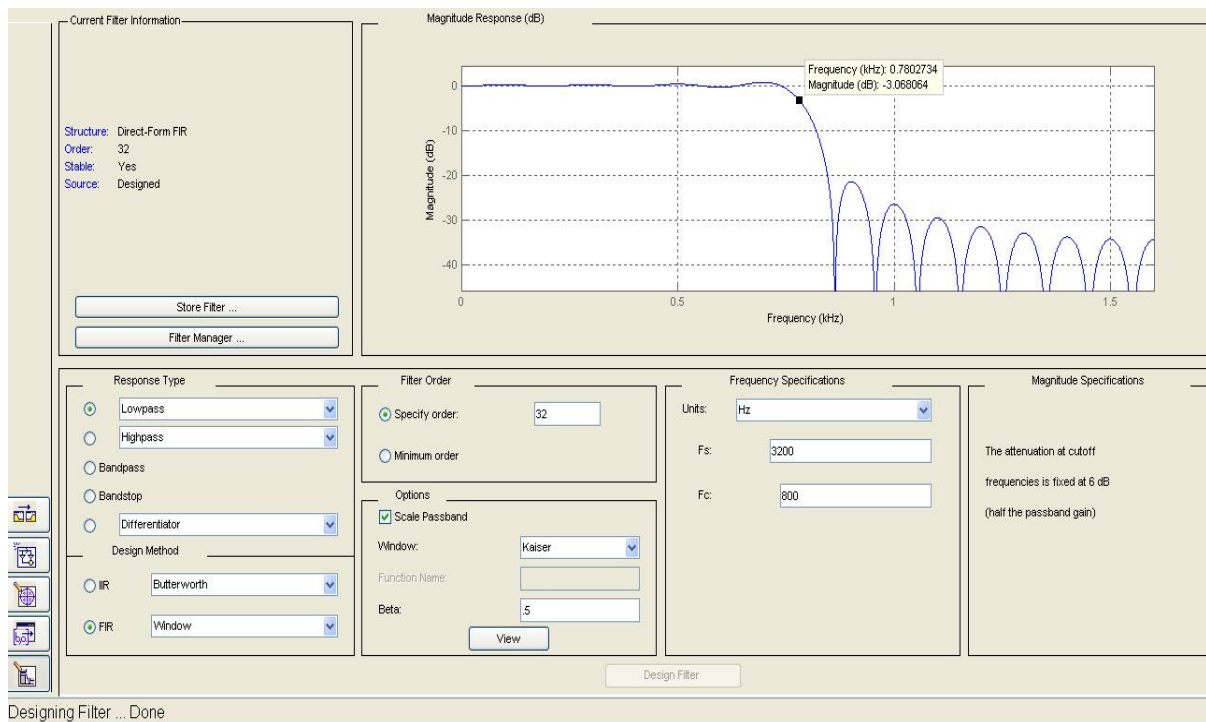 Current Filter Information
Structure: Direct-Form FIR
Order: 32
Stable: Yes
Source: Designed
Store Filter ...
Filter Manager ...
Magnitude Response (dB)
Frequency (kHz): 0.7802734
Magnitude (dB): -3.068064
Magnitude (dB)
0
-10
-20
-30
-40
0
0.5
1
1.5
Frequency (kHz)
Response Type
Lowpass
Highpass
Bandpass
Bandstop
Differentiator
Design Method
IIR
Butterworth
FIR
Window
Filter Order
Specify order:
32
Minimum order
Options
Scale Passband
Window:
Kaiser
Function Name:
Beta:
.5
View
Frequency Specifications
Units:
Hz
Fs:
3200
Fc:
800
Magnitude Specifications
The attenuation at cutoff
frequencies is fixed at 6 dB
(half the passband gain)
Design Filter
Designing Filter ... Done